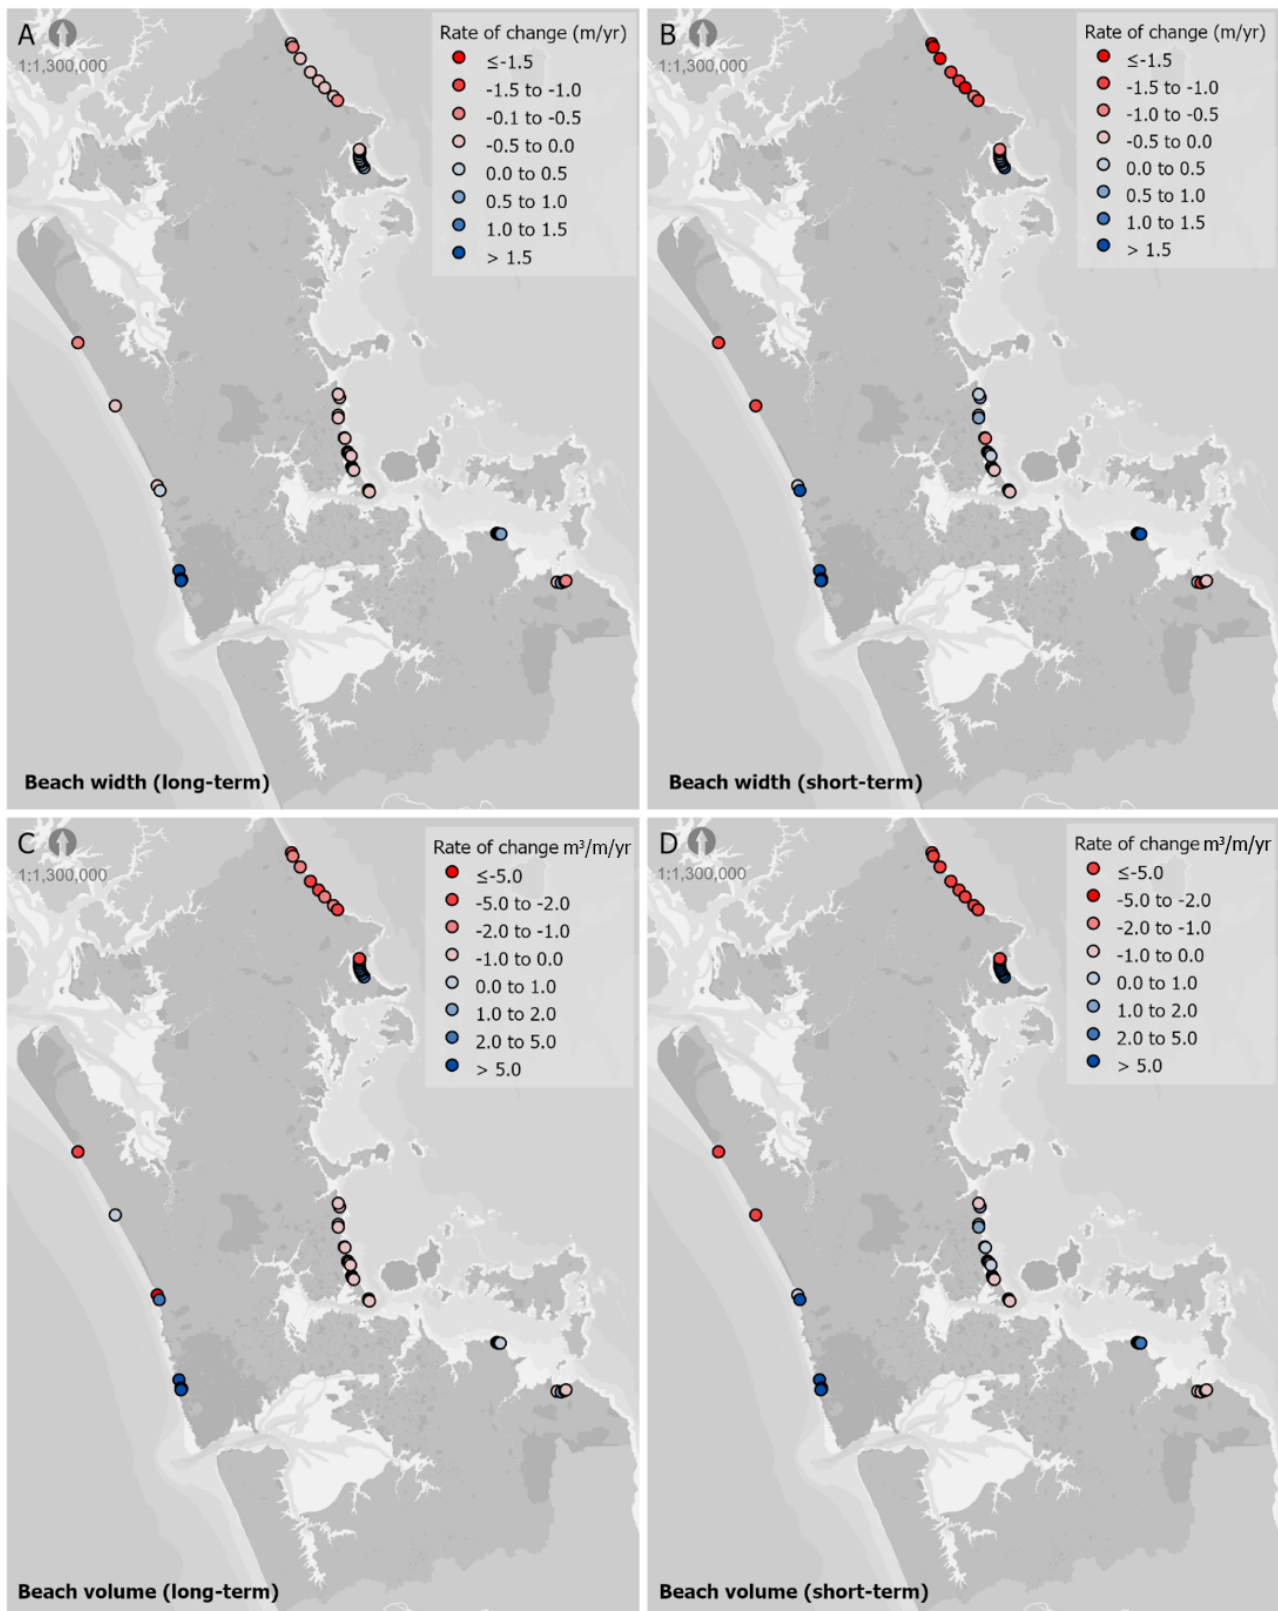 A
1:1,300,000
Rate of change (m/yr)
≤-1.5
-1.5 to -1.0
-0.1 to -0.5
-0.5 to 0.0
0.0 to 0.5
0.5 to 1.0
1.0 to 1.5
> 1.5
Beach width (long-term)
B
1:1,300,000
Rate of change (m/yr)
≤-1.5
-1.5 to -1.0
-1.0 to -0.5
-0.5 to 0.0
0.0 to 0.5
0.5 to 1.0
1.0 to 1.5
> 1.5
Beach width (short-term)
C
1:1,300,000
Rate of change m³/m/yr
≤-5.0
-5.0 to -2.0
-2.0 to -1.0
-1.0 to 0.0
0.0 to 1.0
1.0 to 2.0
2.0 to 5.0
> 5.0
Beach volume (long-term)
D
1:1,300,000
Rate of change m³/m/yr
≤-5.0
-5.0 to -2.0
-2.0 to -1.0
-1.0 to 0.0
0.0 to 1.0
1.0 to 2.0
2.0 to 5.0
> 5.0
Beach volume (short-term)